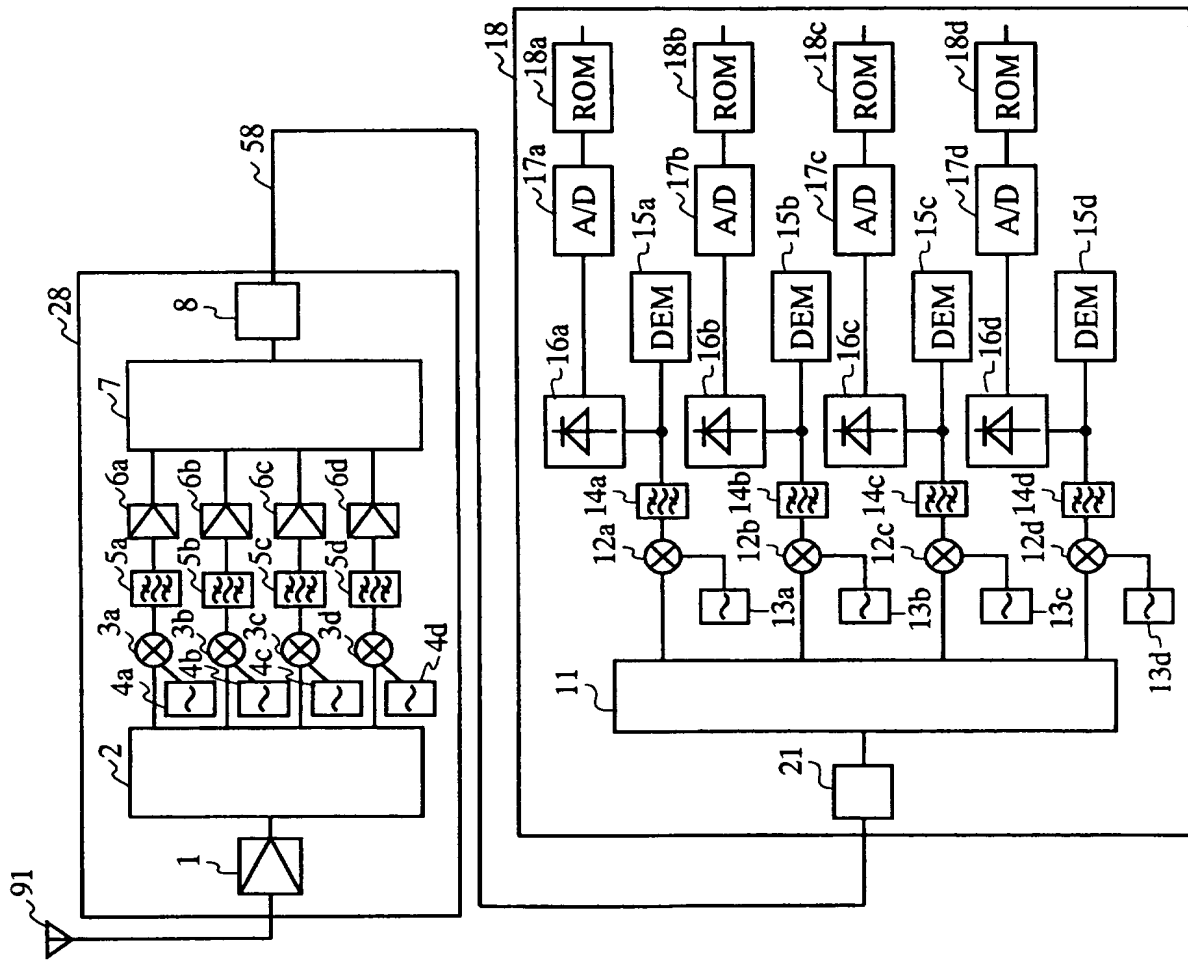 91
28
1
2
3a
3b
3c
3d
4a
4b
4c
4d
5a
5b
5c
5d
6a
6b
6c
6d
7
8
58
18
21
11
12a
12b
12c
12d
13a
13b
13c
13d
14a
14b
14c
14d
16a
16b
16c
16d
DEM
15a
DEM
15b
DEM
15c
DEM
15d
A/D
17a
A/D
17b
A/D
17c
A/D
17d
ROM
18a
ROM
18b
ROM
18c
ROM
18d